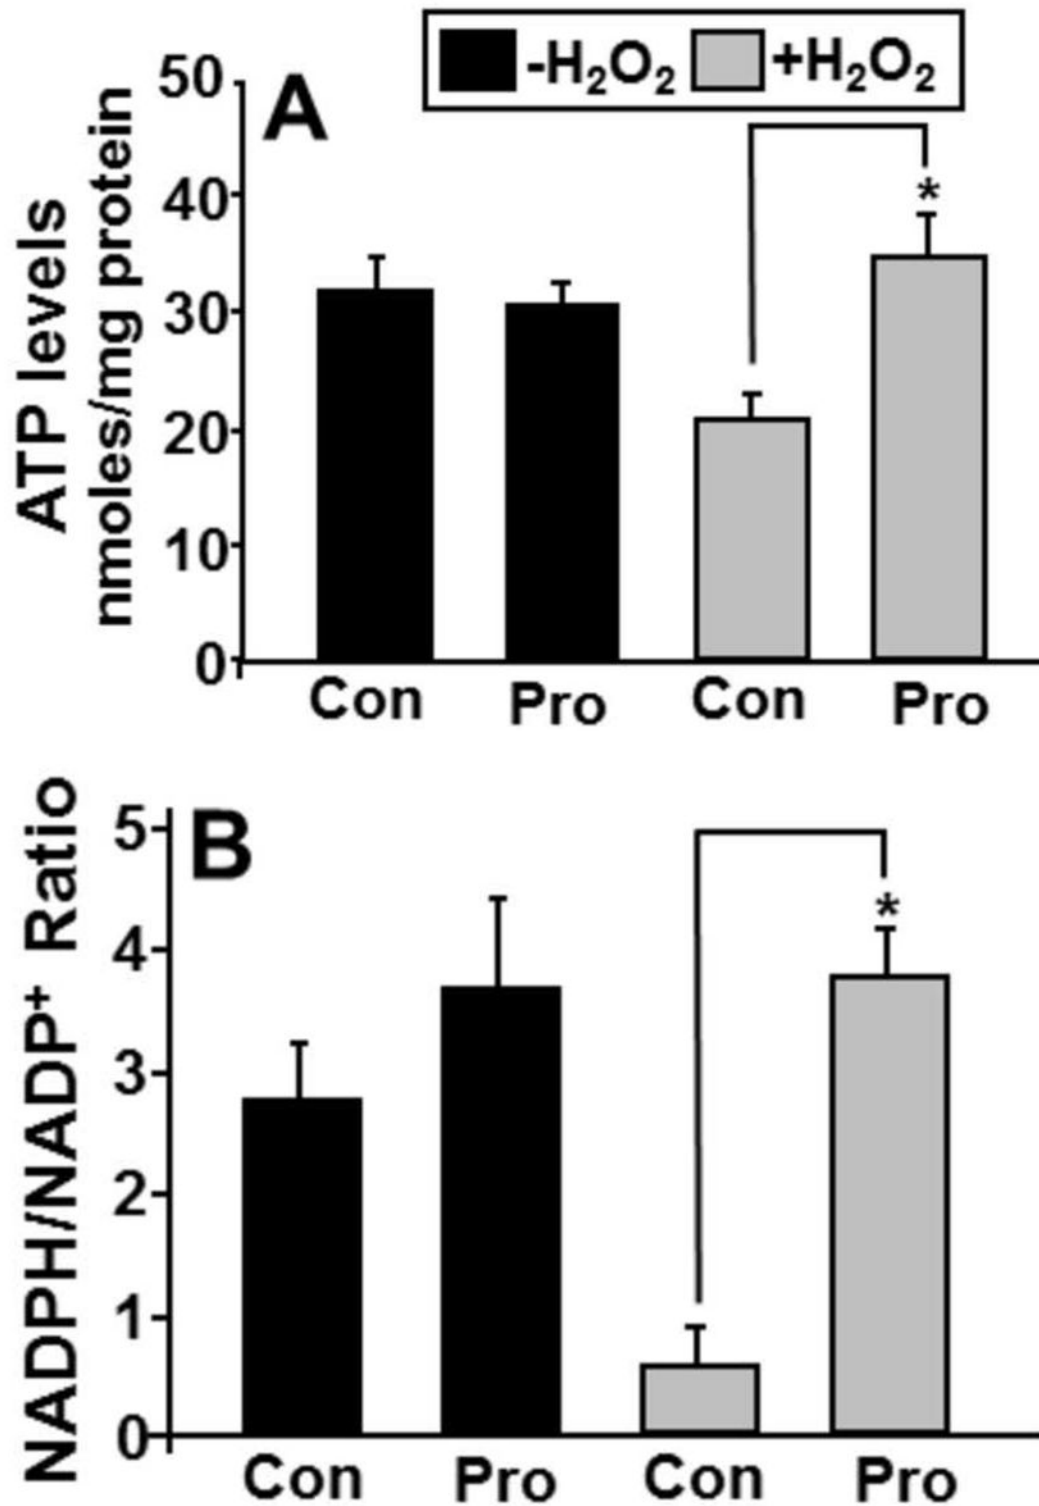 -H₂O₂ +H₂O₂
A
ATP levels
nmoles/mg protein
50
40
30
20
10
0
*
Con Pro Con Pro
B
NADPH/NADP⁺ Ratio
5
4
3
2
1
0
*
Con Pro Con Pro